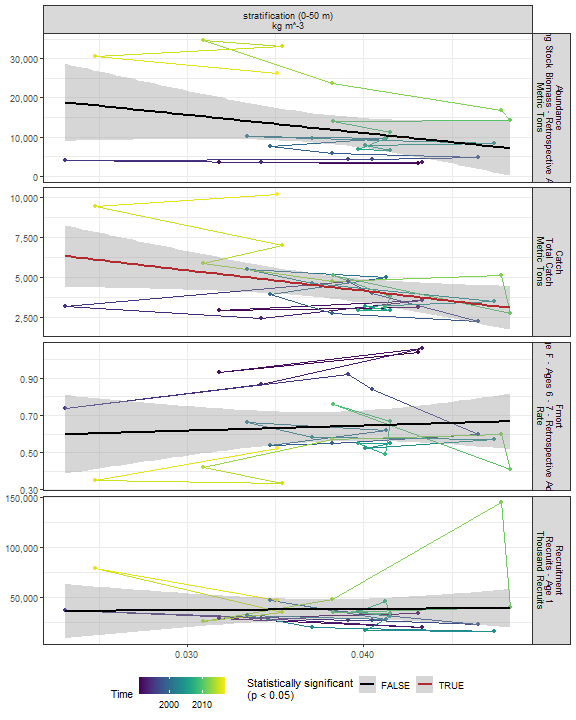 stratification (0-50 m)
kg m^-3
30,000
20,000
10,000
0
Abundance
Stock Biomass - Retrospective
Metric Tons
10,000
7,500
5,000
2,500
Catch
Total Catch
Metric Tons
0.90
0.70
0.50
0.30
Fmort
F - Ages 6 - 7 - Retrospective
Rate
150,000
100,000
50,000
Recruitment
Recruits - Age 1
Thousand Recruits
0.030
0.040
Time
2000
2010
Statistically significant
(p < 0.05)
FALSE
TRUE